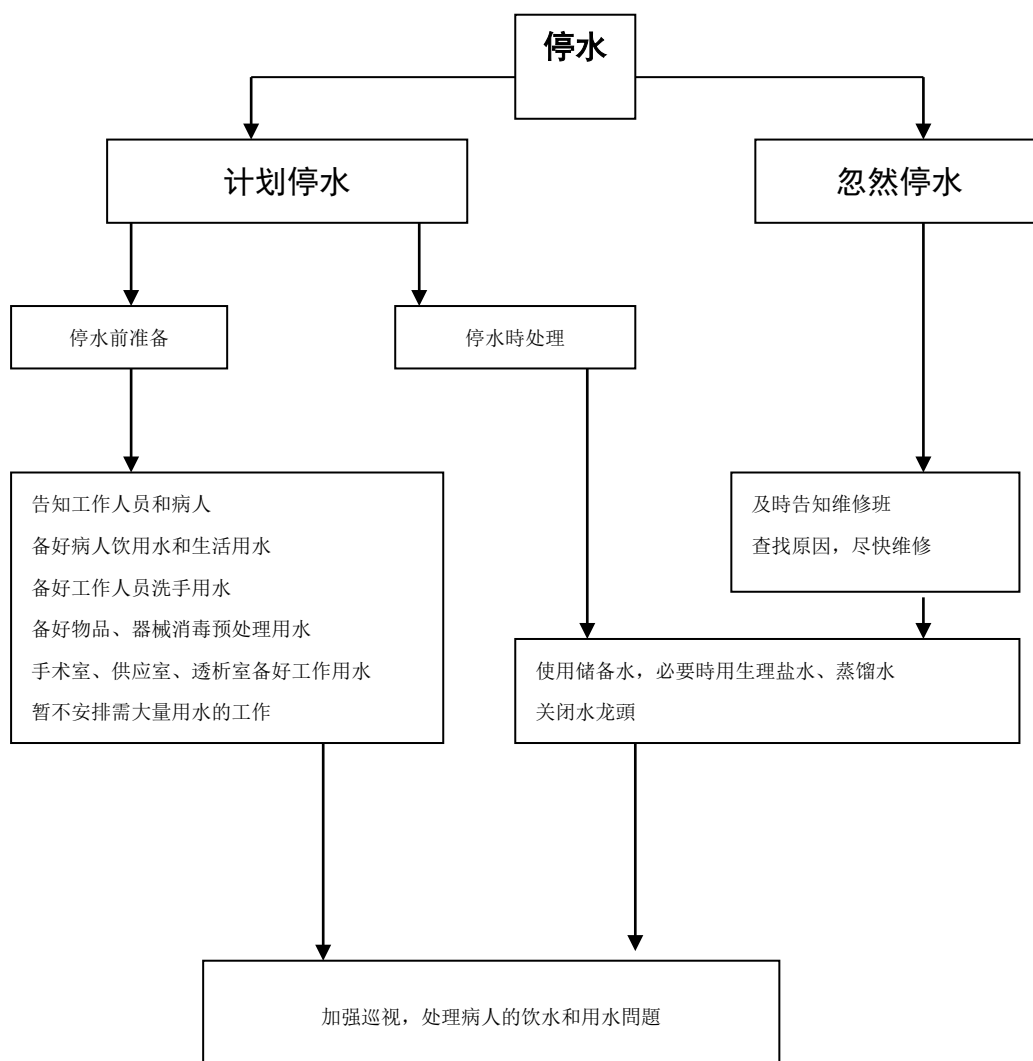 停水
计划停水
忽然停水
停水前准备
停水時处理
告知工作人员和病人
备好病人饮用水和生活用水
备好工作人员洗手用水
备好物品、器械消毒预处理用水
手术室、供应室、透析室备好工作用水
暂不安排需大量用水的工作
及時告知维修班
查找原因，尽快维修
使用储备水，必要時用生理盐水、蒸馏水
关闭水龙頭
加强巡视，处理病人的饮水和用水問題